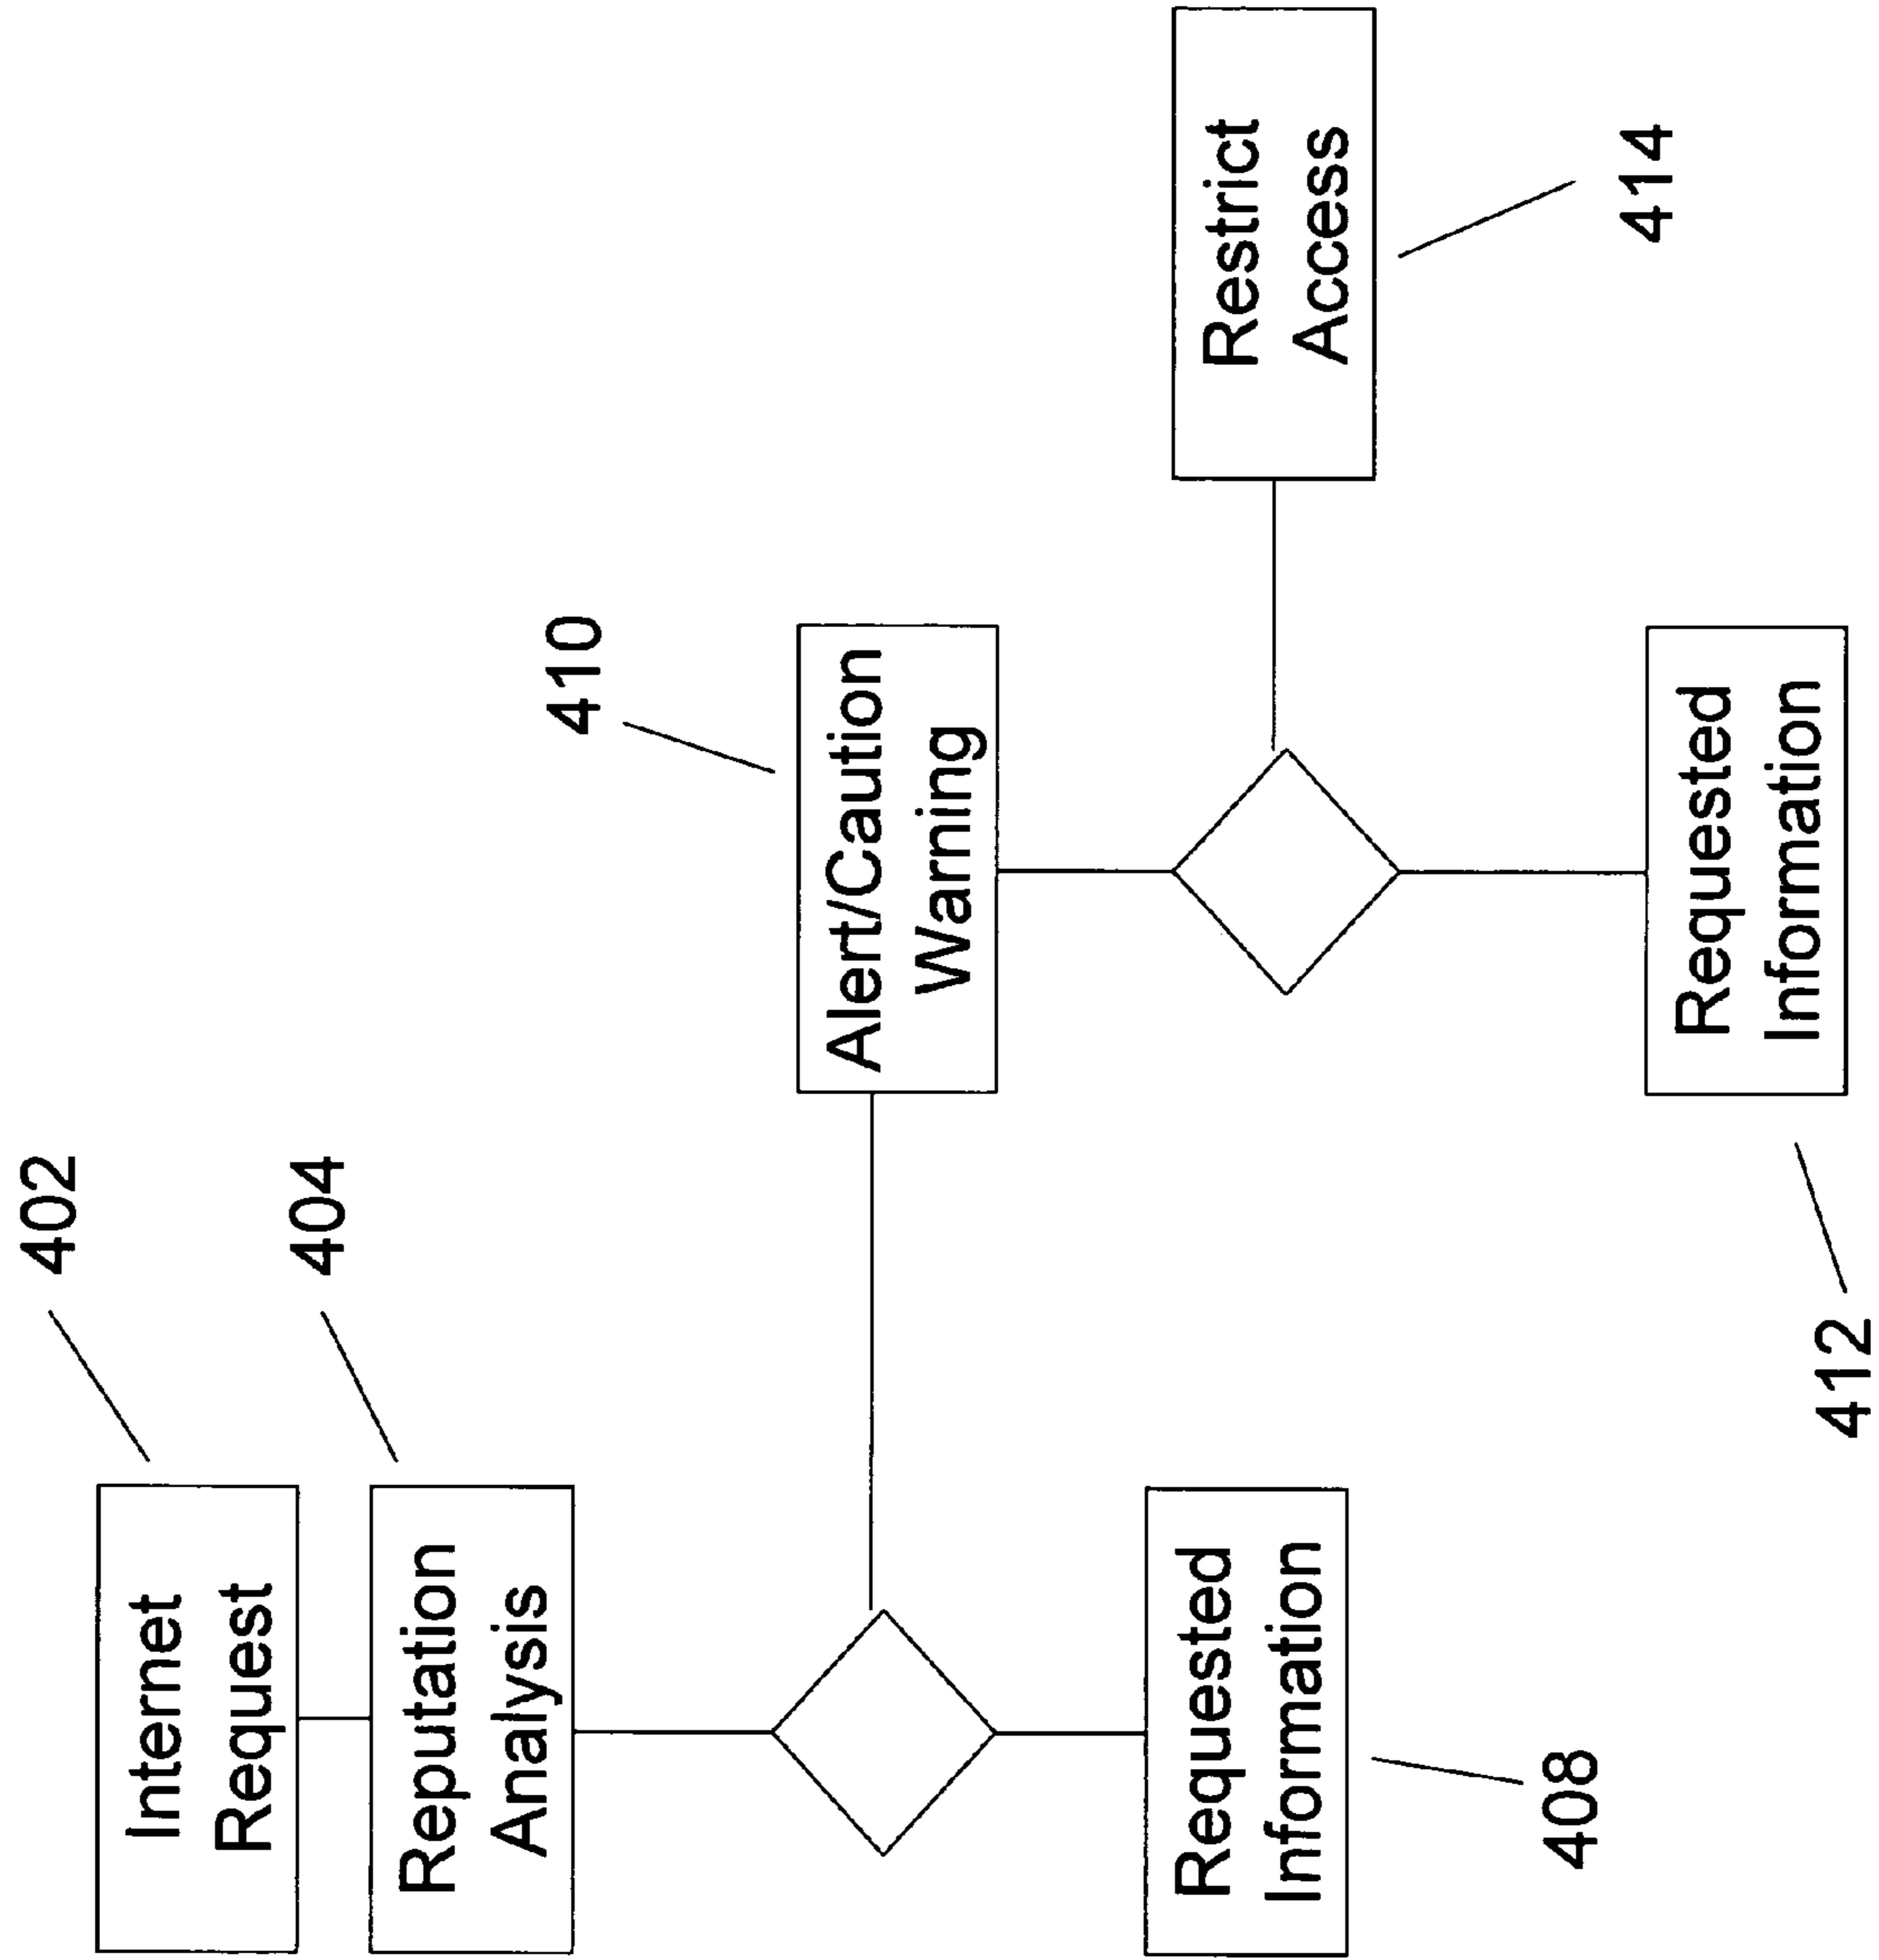 402
Internet
Request
404
Reputation
Analysis
410
Alert/Caution
Warning
Requested
Information
408
Restrict
Access
414
Requested
Information
412